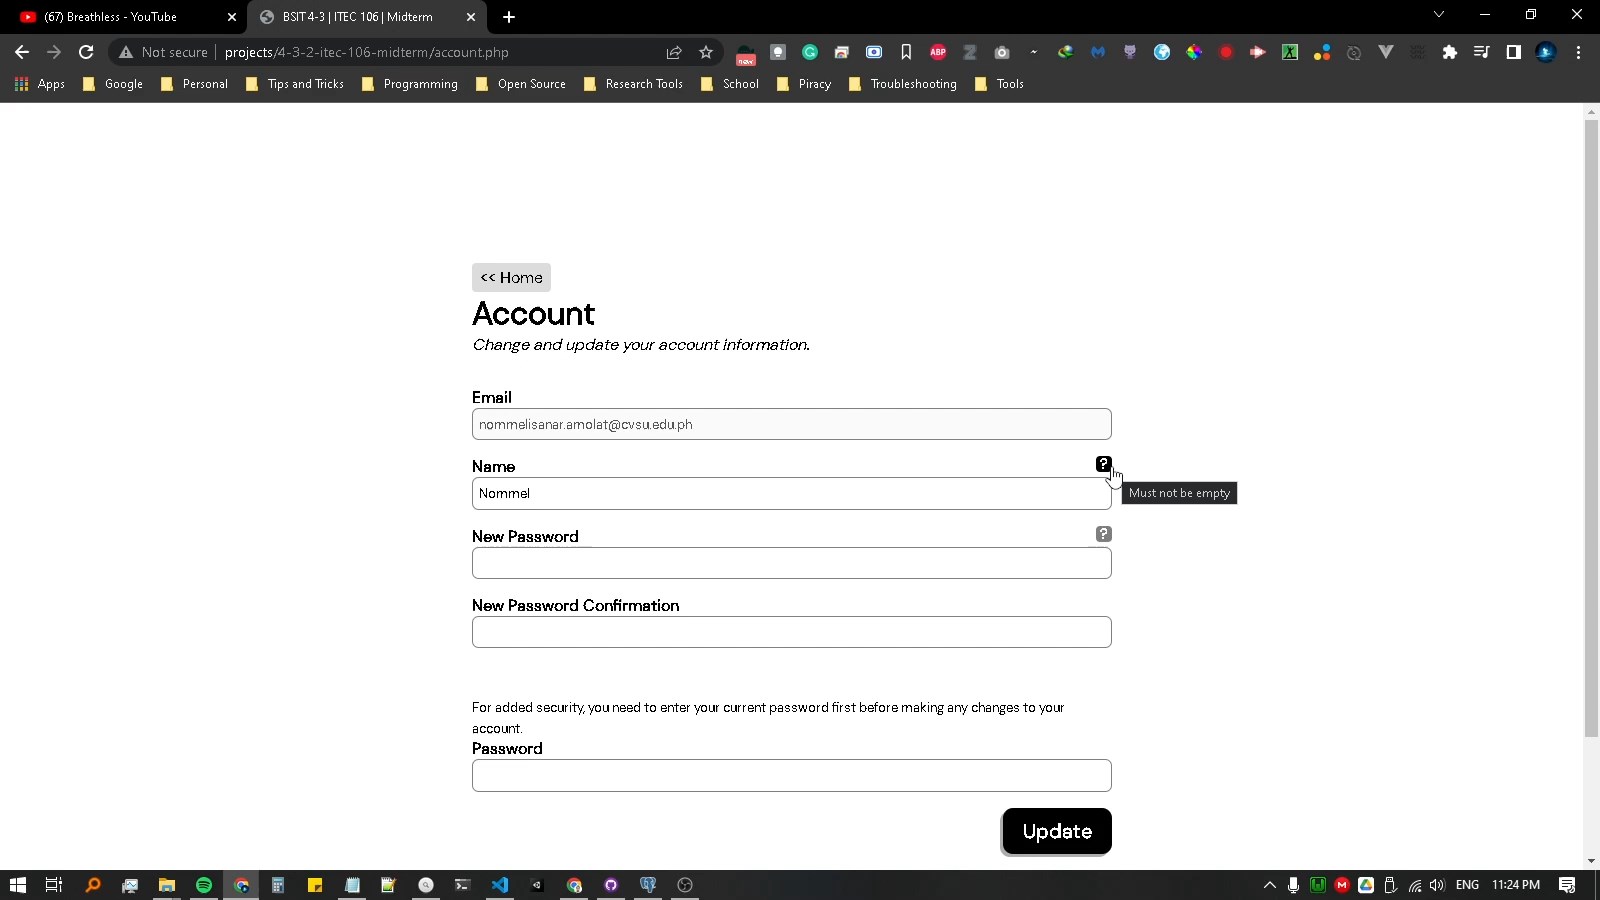 (67) Breathless - YouTube
BSIT 4-3 | ITEC 106 | Midterm
Not secure
projects/4-3-2-itec-106-midterm/account.php
new
ABP
Apps
Google
Personal
Tips and Tricks
Programming
Open Source
Research Tools
School
Piracy
Troubleshooting
Tools
<< Home
Account
Change and update your account information.
Email
nommelisanar.amolat@cvsu.edu.ph
Name
?
Nommel
Must not be empty
New Password
?
New Password Confirmation
For added security, you need to enter your current password first before making any changes to your
account.
Password
Update
ENG
11:24 PM